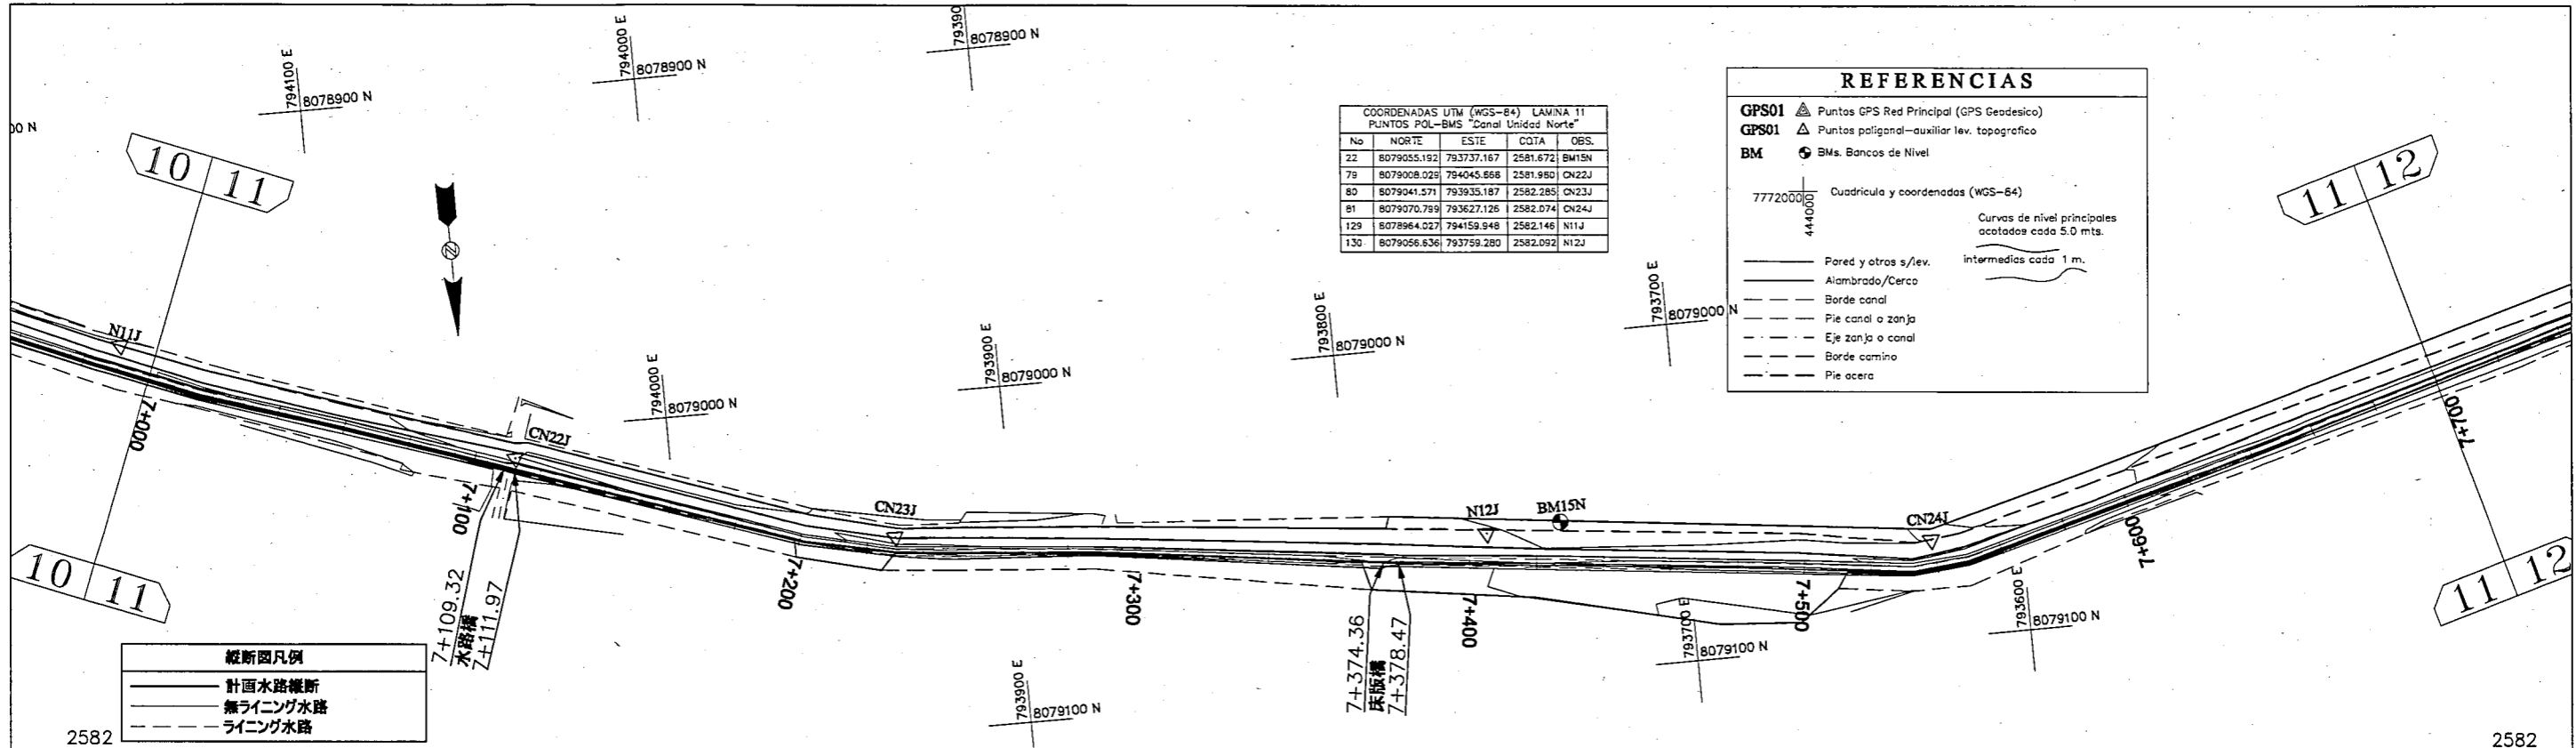 794100 E
8078900 N
794000 E
8078900 N
79390
8078900 N
00 N
10 11
N
COORDENADAS UTM (WGS-84) LAMINA 11
PUNTOS POL-BMS "Canal Unidad Norte"
No NORTE ESTE COTA OBS.
22 8079055.192 793737.167 2581.672 BM15N
79 8079008.029 794045.668 2581.980 CN22J
80 8079041.571 793935.187 2582.285 CN23J
81 8079070.799 793627.126 2582.074 CN24J
129 8078964.027 794159.948 2582.146 N11J
130 8079056.636 793759.280 2582.092 N12J
REFERENCIAS
GPS01 Puntos GPS Red Principal (GPS Geodesico)
GPS01 Puntos poligonal-auxiliar lev. topografico
BM BMs. Bancos de Nivel
7772000
444000
Cuadricula y coordenadas (WGS-84)
Curvas de nivel principales
acotadas cada 5.0 mts.
intermedias cada 1 m.
Pared y otros s/lev.
Alambrado/Cerco
Borde canal
Pie canal o zanja
Eje zanja o canal
Borde camino
Pie acera
11 12
793700 E
8079000 N
793800 E
8079000 N
793900 E
8079000 N
794000 E
8079000 N
N11J
7+000
CN22J
7+100
CN23J
7+200
7+300
N12J
BM15N
7+400
CN24J
7+500
7+600
7+700
10 11
11 12
7+109.32
水路橋
7+111.97
7+374.36
床版橋
7+378.47
793900 E
8079100 N
793700 E
8079100 N
793600 E
8079100 N
縦断図凡例
計画水路縦断
無ライニング水路
ライニング水路
2582
2582